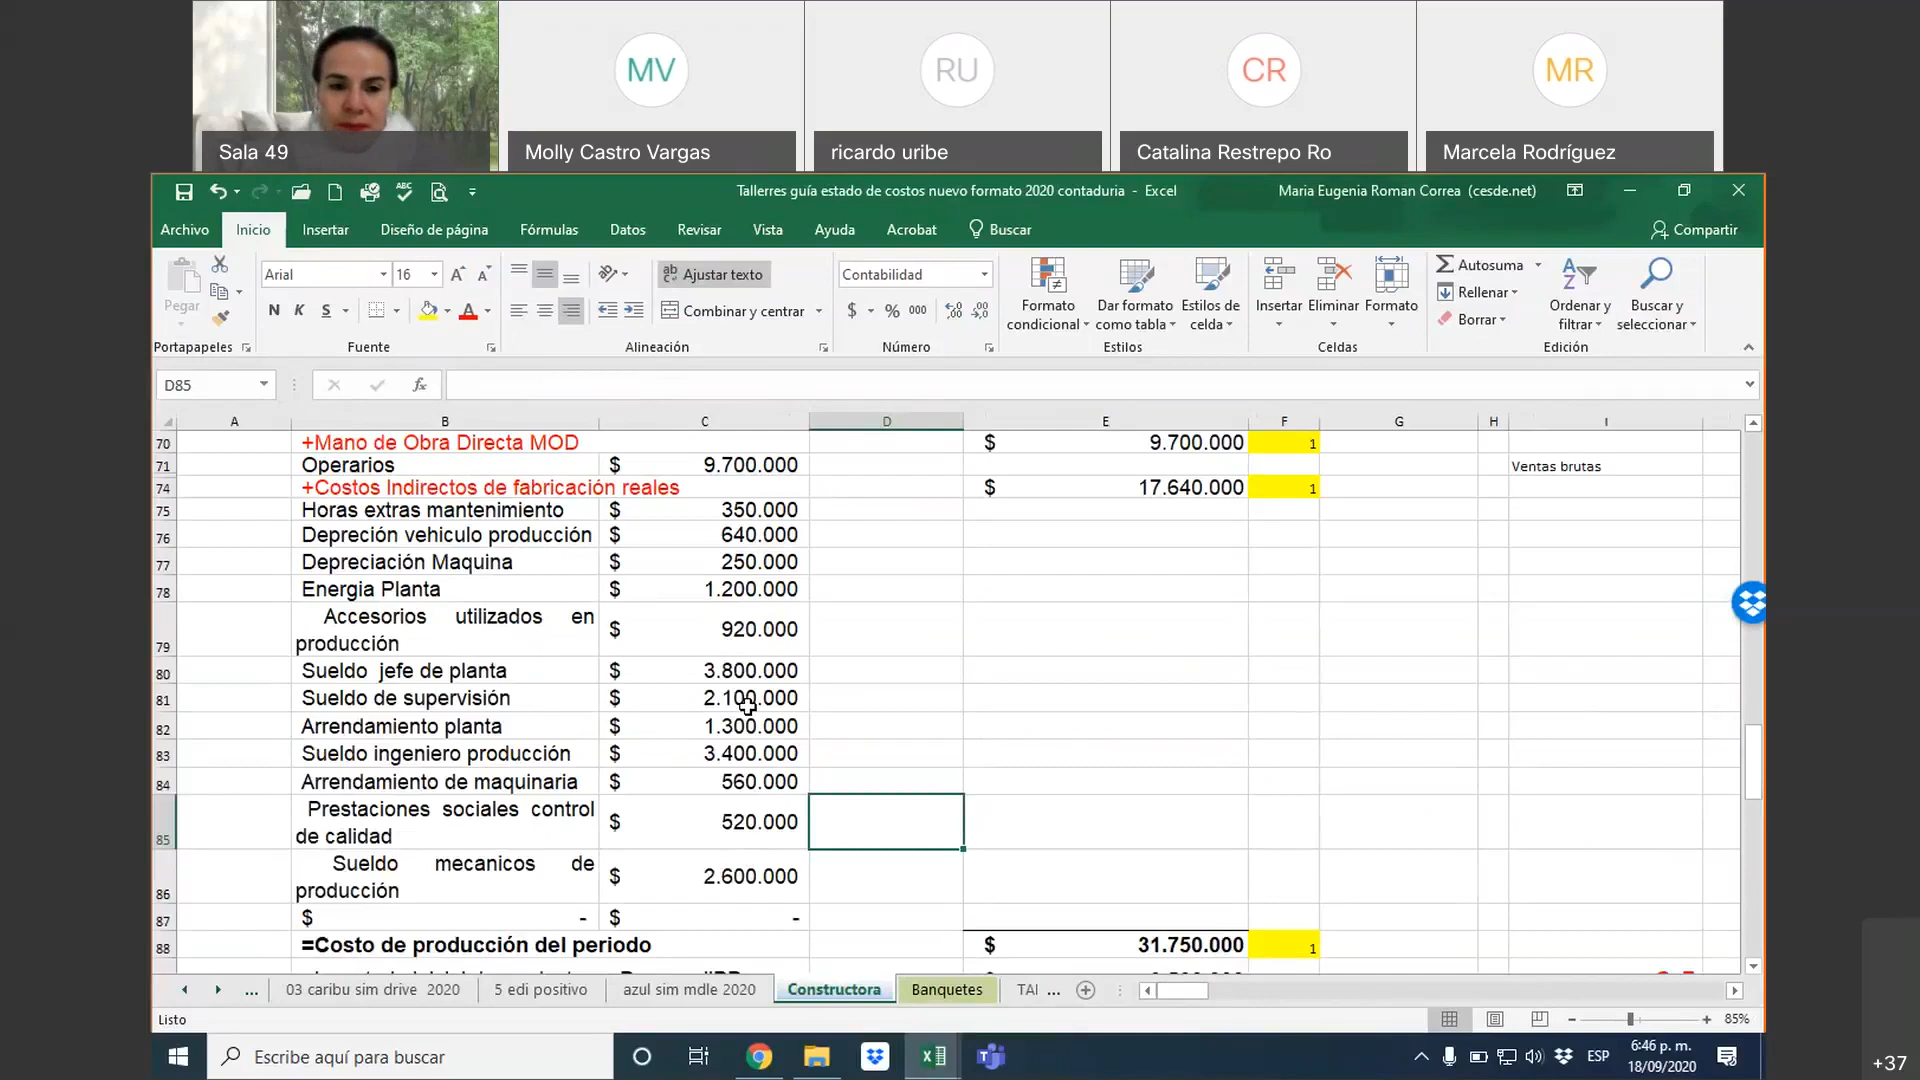 MV
RU
CR
MR
Sala 49
Molly Castro Vargas
ricardo uribe
Catalina Restrepo Ro
Marcela Rodríguez
Tallerres guía estado de costos nuevo formato 2020 contaduria - Excel
Maria Eugenia Roman Correa (cesde.net)
Archivo
Inicio
Insertar
Diseño de página
Fórmulas
Datos
Revisar
Vista
Ayuda
Acrobat
Buscar
Compartir
Pegar
Portapapeles
Arial
16
N K S
Fuente
Ajustar texto
Combinar y centrar
Alineación
Contabilidad
$ % 000
Número
Formato condicional
Dar formato como tabla
Estilos de celda
Estilos
Insertar
Eliminar
Formato
Celdas
Autosuma
Rellenar
Borrar
Ordenar y filtrar
Buscar y seleccionar
Edición
D85
fx
A B C D E F G H I
70 +Mano de Obra Directa MOD $ 9.700.000 1
71 Operarios $ 9.700.000 Ventas brutas
74 +Costos Indirectos de fabricación reales $ 17.640.000 1
75 Horas extras mantenimiento $ 350.000
76 Depreción vehiculo producción $ 640.000
77 Depreciación Maquina $ 250.000
78 Energia Planta $ 1.200.000
Accesorios utilizados en
79 producción $ 920.000
80 Sueldo jefe de planta $ 3.800.000
81 Sueldo de supervisión $ 2.100.000
82 Arrendamiento planta $ 1.300.000
83 Sueldo ingeniero producción $ 3.400.000
84 Arrendamiento de maquinaria $ 560.000
Prestaciones sociales control
85 de calidad $ 520.000
Sueldo mecanicos de
86 producción $ 2.600.000
87 $ - $ -
88 =Costo de producción del periodo $ 31.750.000 1
... 03 caribu sim drive 2020
5 edi positivo
azul sim mdle 2020
Constructora
Banquetes
TAI ...
Listo
85%
Escribe aquí para buscar
ESP
6:46 p. m.
18/09/2020
+37